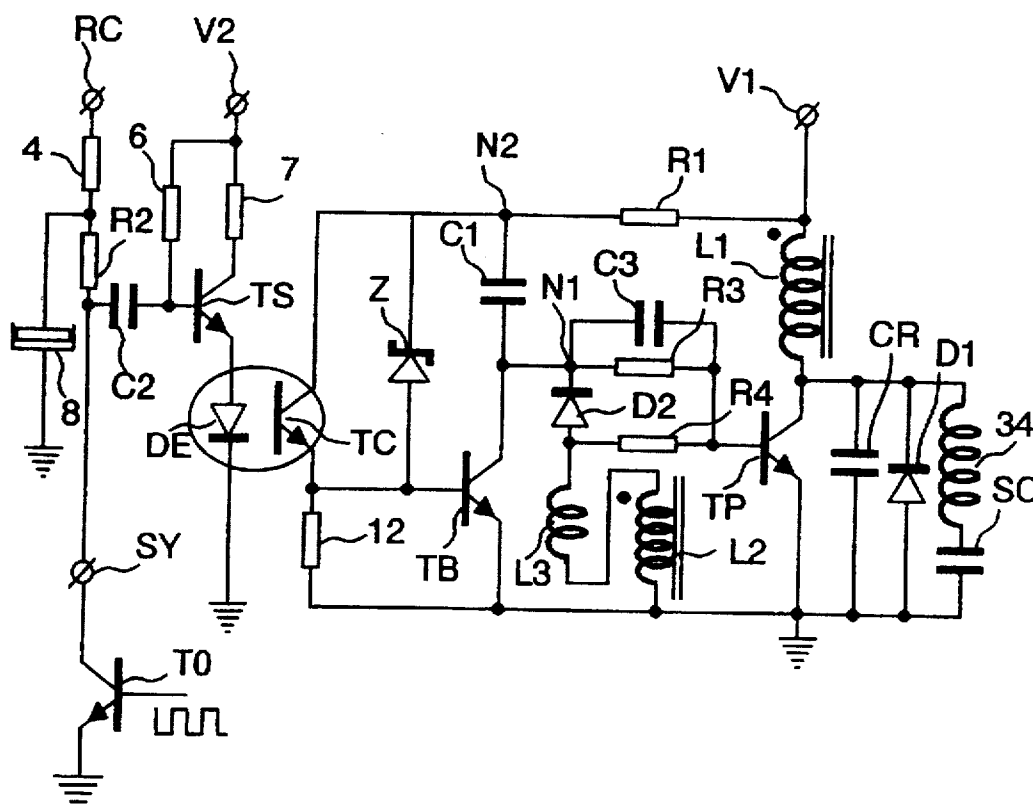 RC
V2
V1
4
6
7
N2
R1
R2
C1
L1
TS
Z
N1
C3
R3
C2
CR
D1
8
D2
R4
34
DE
TC
SC
TP
12
TB
L3
L2
SY
T0